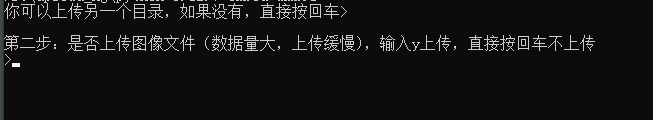 你可以上传另一个目录，如果没有，直接按回车>
第二步：是否上传图像文件（数据量大，上传缓慢），输入y上传，直接按回车不上传
>